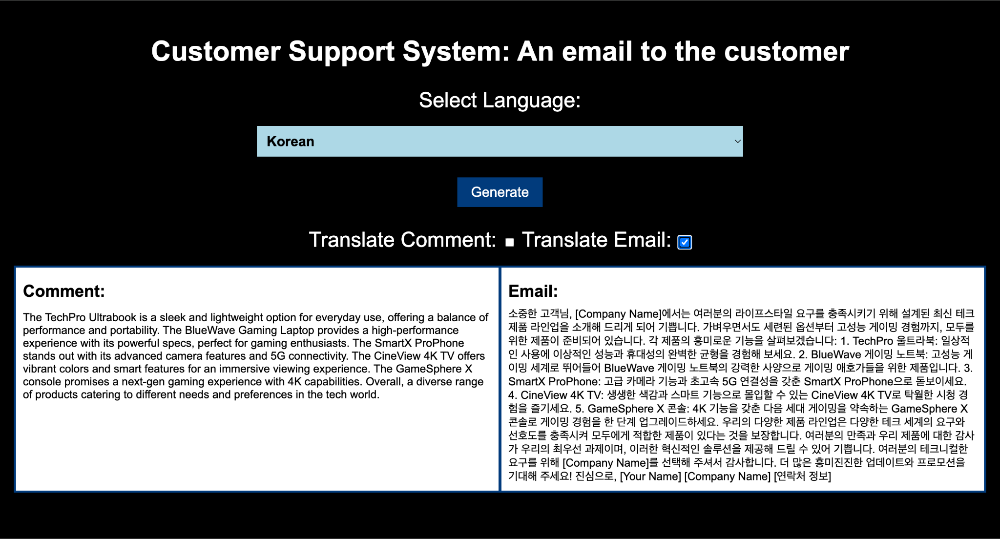 Customer Support System: An email to the customer
Select Language:
Korean
Generate
Translate Comment: Translate Email:
Comment:
The TechPro Ultrabook is a sleek and lightweight option for everyday use, offering a balance of
performance and portability. The BlueWave Gaming Laptop provides a high-performance
experience with its powerful specs, perfect for gaming enthusiasts. The SmartX ProPhone
stands out with its advanced camera features and 5G connectivity. The CineView 4K TV offers
vibrant colors and smart features for an immersive viewing experience. The GameSphere X
console promises a next-gen gaming experience with 4K capabilities. Overall, a diverse range
of products catering to different needs and preferences in the tech world.
Email:
소중한 고객님, [Company Name]에서는 여러분의 라이프스타일 요구를 충족시키기 위해 설계된 최신 테크
제품 라인업을 소개해 드리게 되어 기쁩니다. 가벼우면서도 세련된 옵션부터 고성능 게이밍 경험까지, 모두를
위한 제품이 준비되어 있습니다. 각 제품의 흥미로운 기능을 살펴보겠습니다: 1. TechPro 울트라북: 일상적
인 사용에 이상적인 성능과 휴대성의 완벽한 균형을 경험해 보세요. 2. BlueWave 게이밍 노트북: 고성능 게
이밍 세계로 뛰어들어 BlueWave 게이밍 노트북의 강력한 사양으로 게이밍 애호가들을 위한 제품입니다. 3.
SmartX ProPhone: 고급 카메라 기능과 초고속 5G 연결성을 갖춘 SmartX ProPhone으로 돋보이세요.
4. CineView 4K TV: 생생한 색감과 스마트 기능으로 몰입할 수 있는 CineView 4K TV로 탁월한 시청 경
험을 즐기세요. 5. GameSphere X 콘솔: 4K 기능을 갖춘 다음 세대 게이밍을 약속하는 GameSphere X
콘솔로 게이밍 경험을 한 단계 업그레이드하세요. 우리의 다양한 제품 라인업은 다양한 테크 세계의 요구와
선호도를 충족시켜 모두에게 적합한 제품이 있다는 것을 보장합니다. 여러분의 만족과 우리 제품에 대한 감사
가 우리의 최우선 과제이며, 이러한 혁신적인 솔루션을 제공해 드릴 수 있어 기쁩니다. 여러분의 테크니컬한
요구를 위해 [Company Name]를 선택해 주셔서 감사합니다. 더 많은 흥미진진한 업데이트와 프로모션을
기대해 주세요! 진심으로, [Your Name] [Company Name] [연락처 정보]